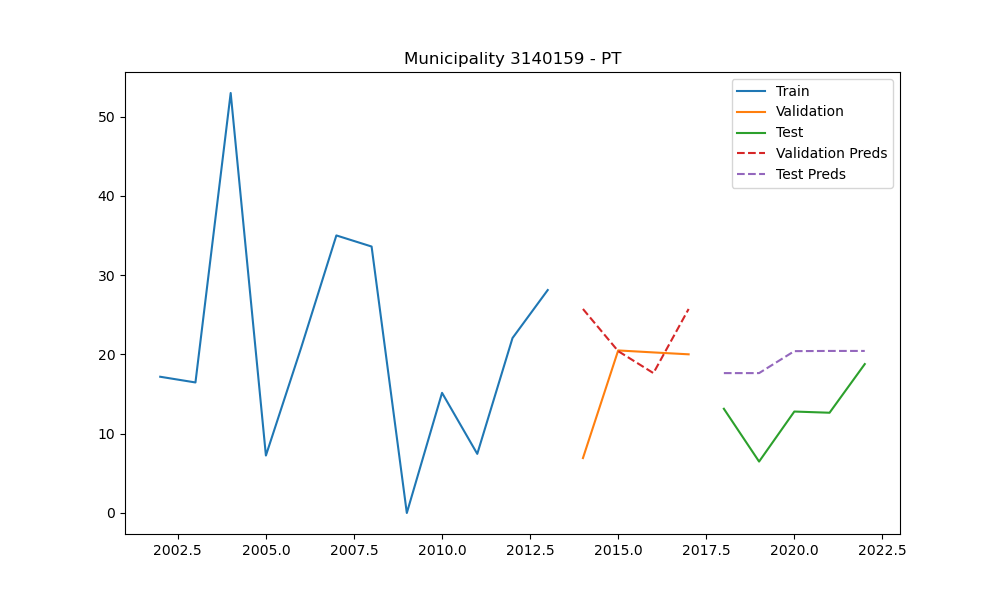 Municipality 3140159 - PT
Train
Validation
Test
Validation Preds
Test Preds
50
40
30
20
10
0
2002.5 2005.0 2007.5 2010.0 2012.5 2015.0 2017.5 2020.0 2022.5